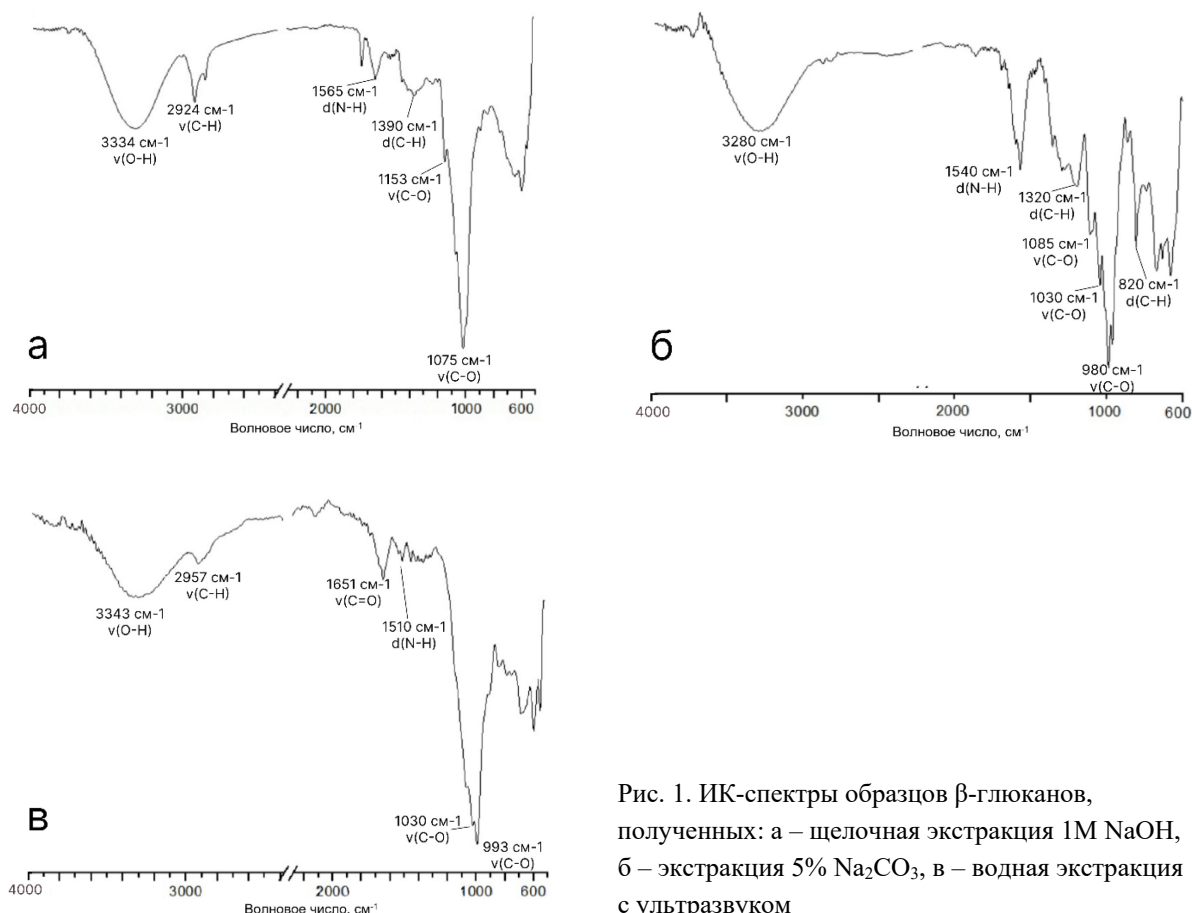 3334 см-1
v(O-H)
2924 см-1
v(C-H)
1565 см-1
d(N-H)
1390 см-1
d(C-H)
1153 см-1
v(C-O)
1075 см-1
v(C-O)
а
4000
3000
2000
1000
600
Волновое число, см-1
3280 см-1
v(O-H)
1540 см-1
d(N-H)
1320 см-1
d(C-H)
1085 см-1
v(C-O)
1030 см-1
v(C-O)
820 см-1
d(C-H)
980 см-1
v(C-O)
б
4000
3000
2000
1000
600
Волновое число, см-1
3343 см-1
v(O-H)
2957 см-1
v(C-H)
1651 см-1
v(C=O)
1510 см-1
d(N-H)
1030 см-1
v(C-O)
993 см-1
v(C-O)
в
4000
3000
2000
1000
600
Волновое число, см-1
Рис. 1. ИК-спектры образцов β-глюканов,
полученных: а – щелочная экстракция 1М NaOH,
б – экстракция 5% Na₂CO₃, в – водная экстракция
с ультразвуком